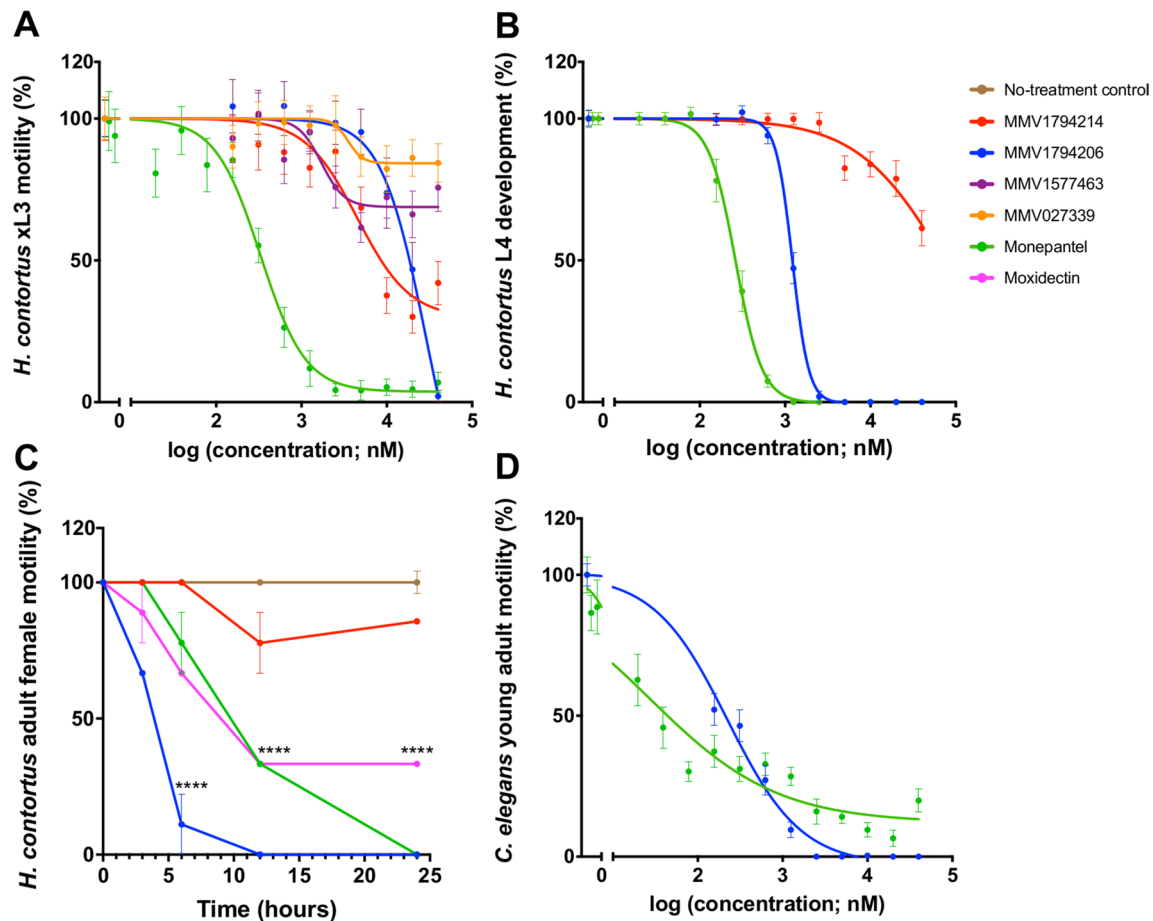 A
120
100
50
0
H. contortus xL3 motility (%)
0 2 3 4 5
log (concentration; nM)
B
120
100
50
0
H. contortus L4 development (%)
0 2 3 4 5
log (concentration; nM)
No-treatment control
MMV1794214
MMV1794206
MMV1577463
MMV027339
Monepantel
Moxidectin
C
120
100
50
0
H. contortus adult female motility (%)
****
****
****
0 5 10 15 20 25
Time (hours)
D
120
100
50
0
C. elegans young adult motility (%)
0 2 3 4 5
log (concentration; nM)